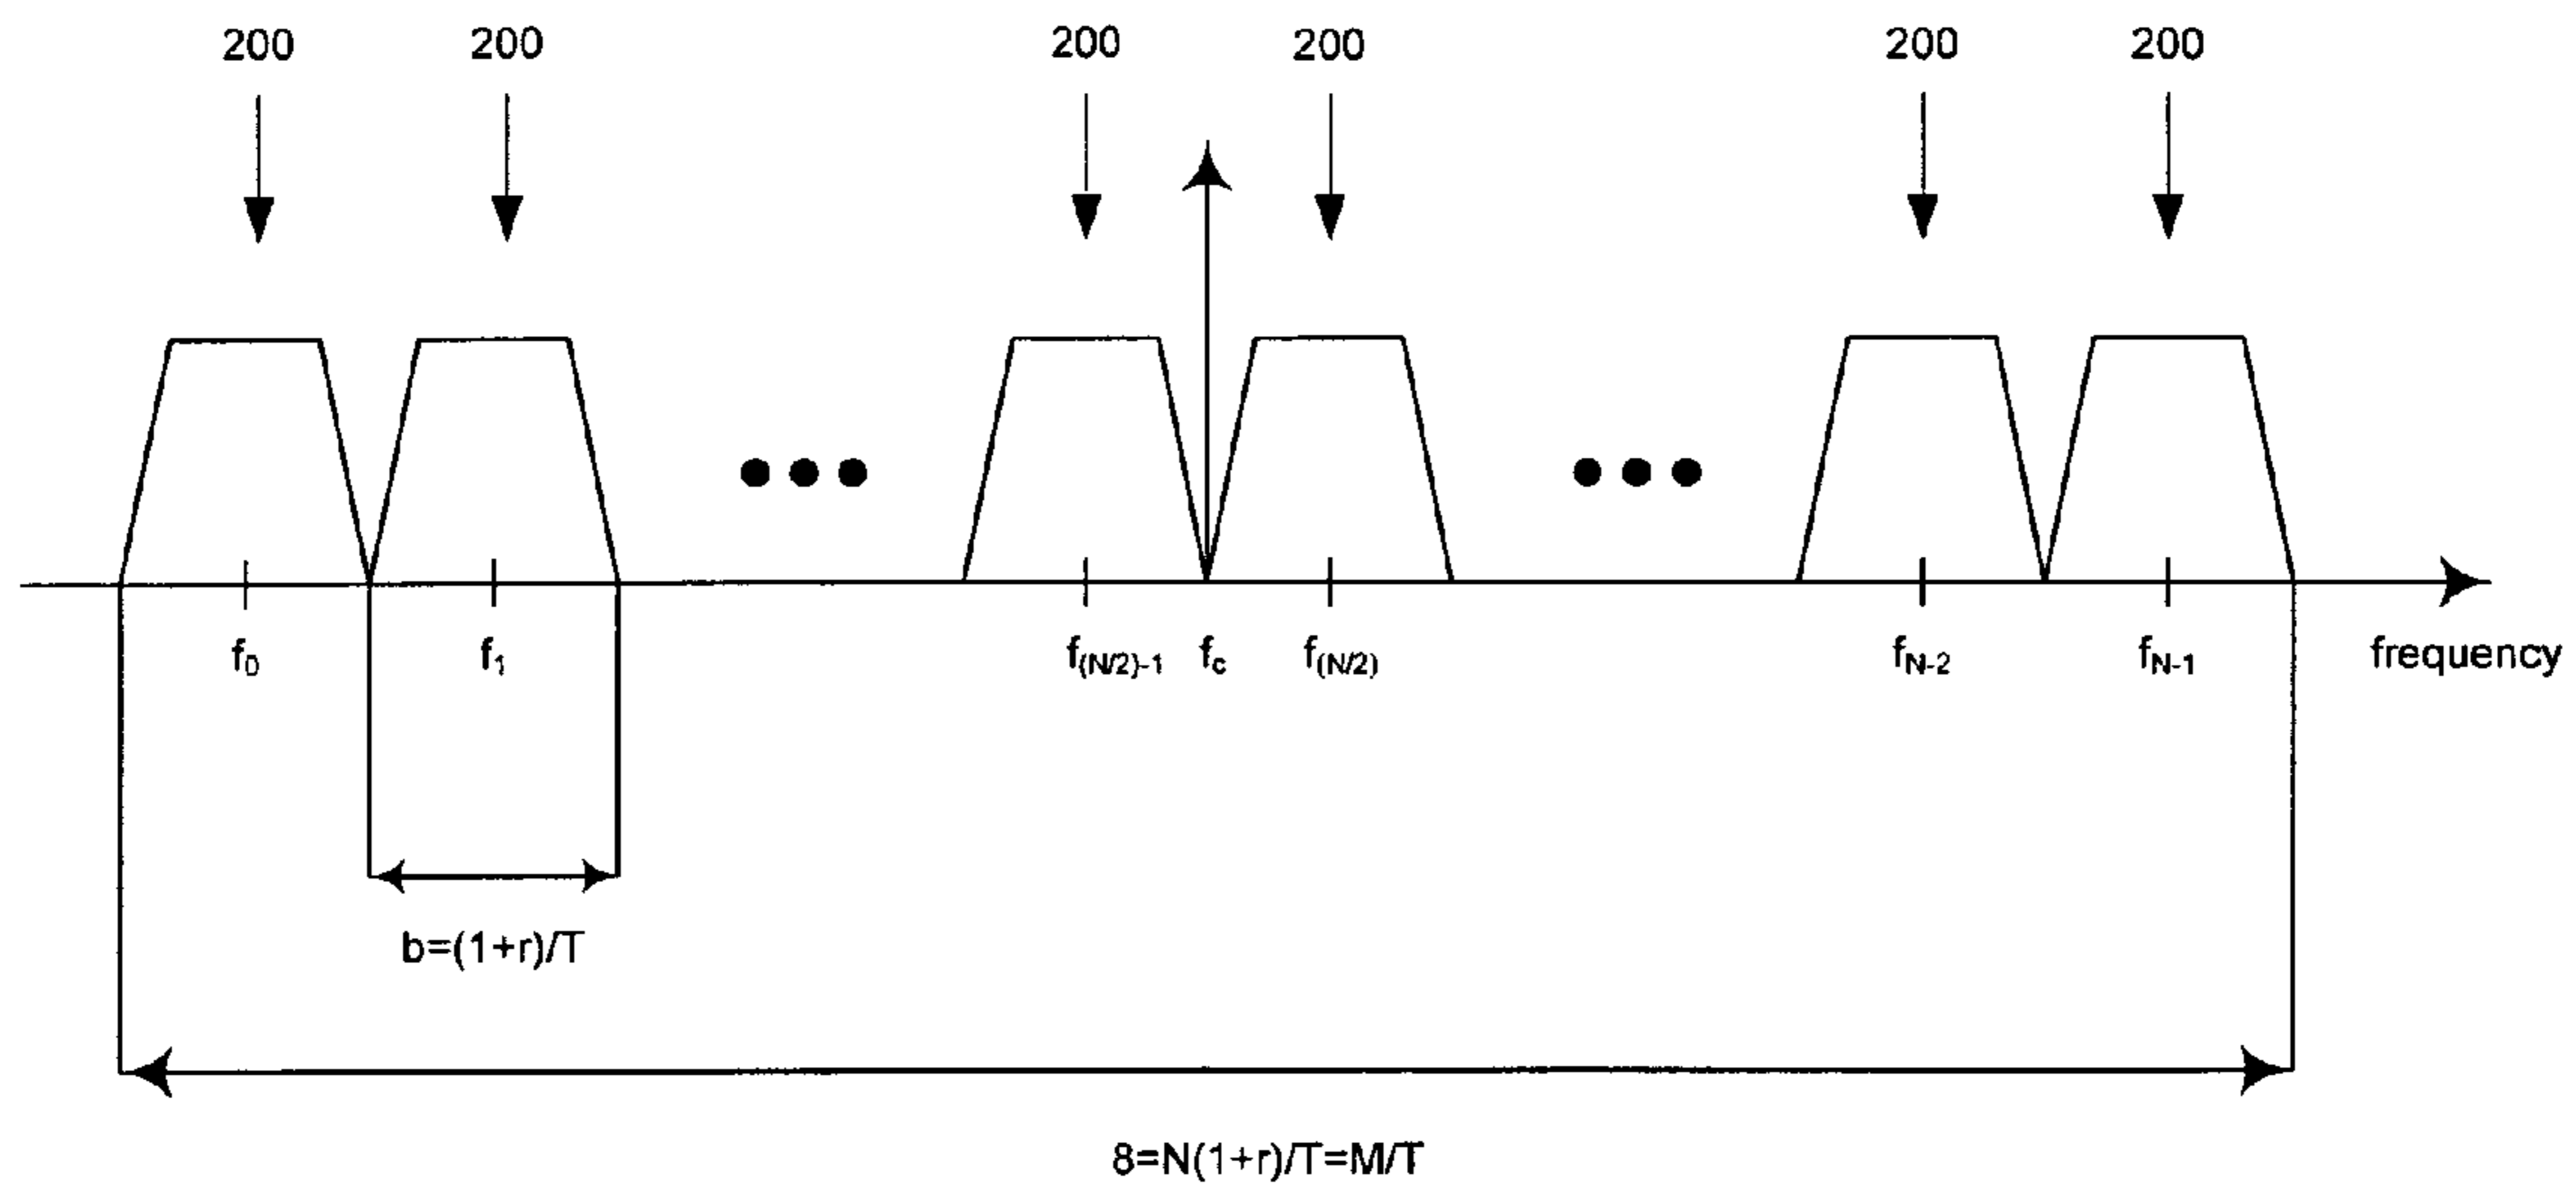 200 200 200 200 200 200
f0 f1 f(N/2)-1 fc f(N/2) fN-2 fN-1 frequency
b=(1+r)/T
8=N(1+r)/T=M/T